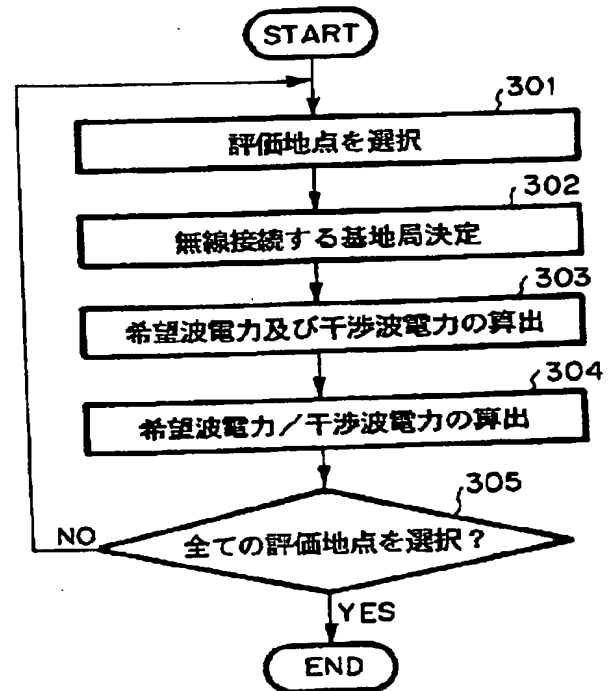 START
301
評価地点を選択
302
無線接続する基地局決定
303
希望波電力及び干渉波電力の算出
304
希望波電力/干渉波電力の算出
305
全ての評価地点を選択?
NO
YES
END